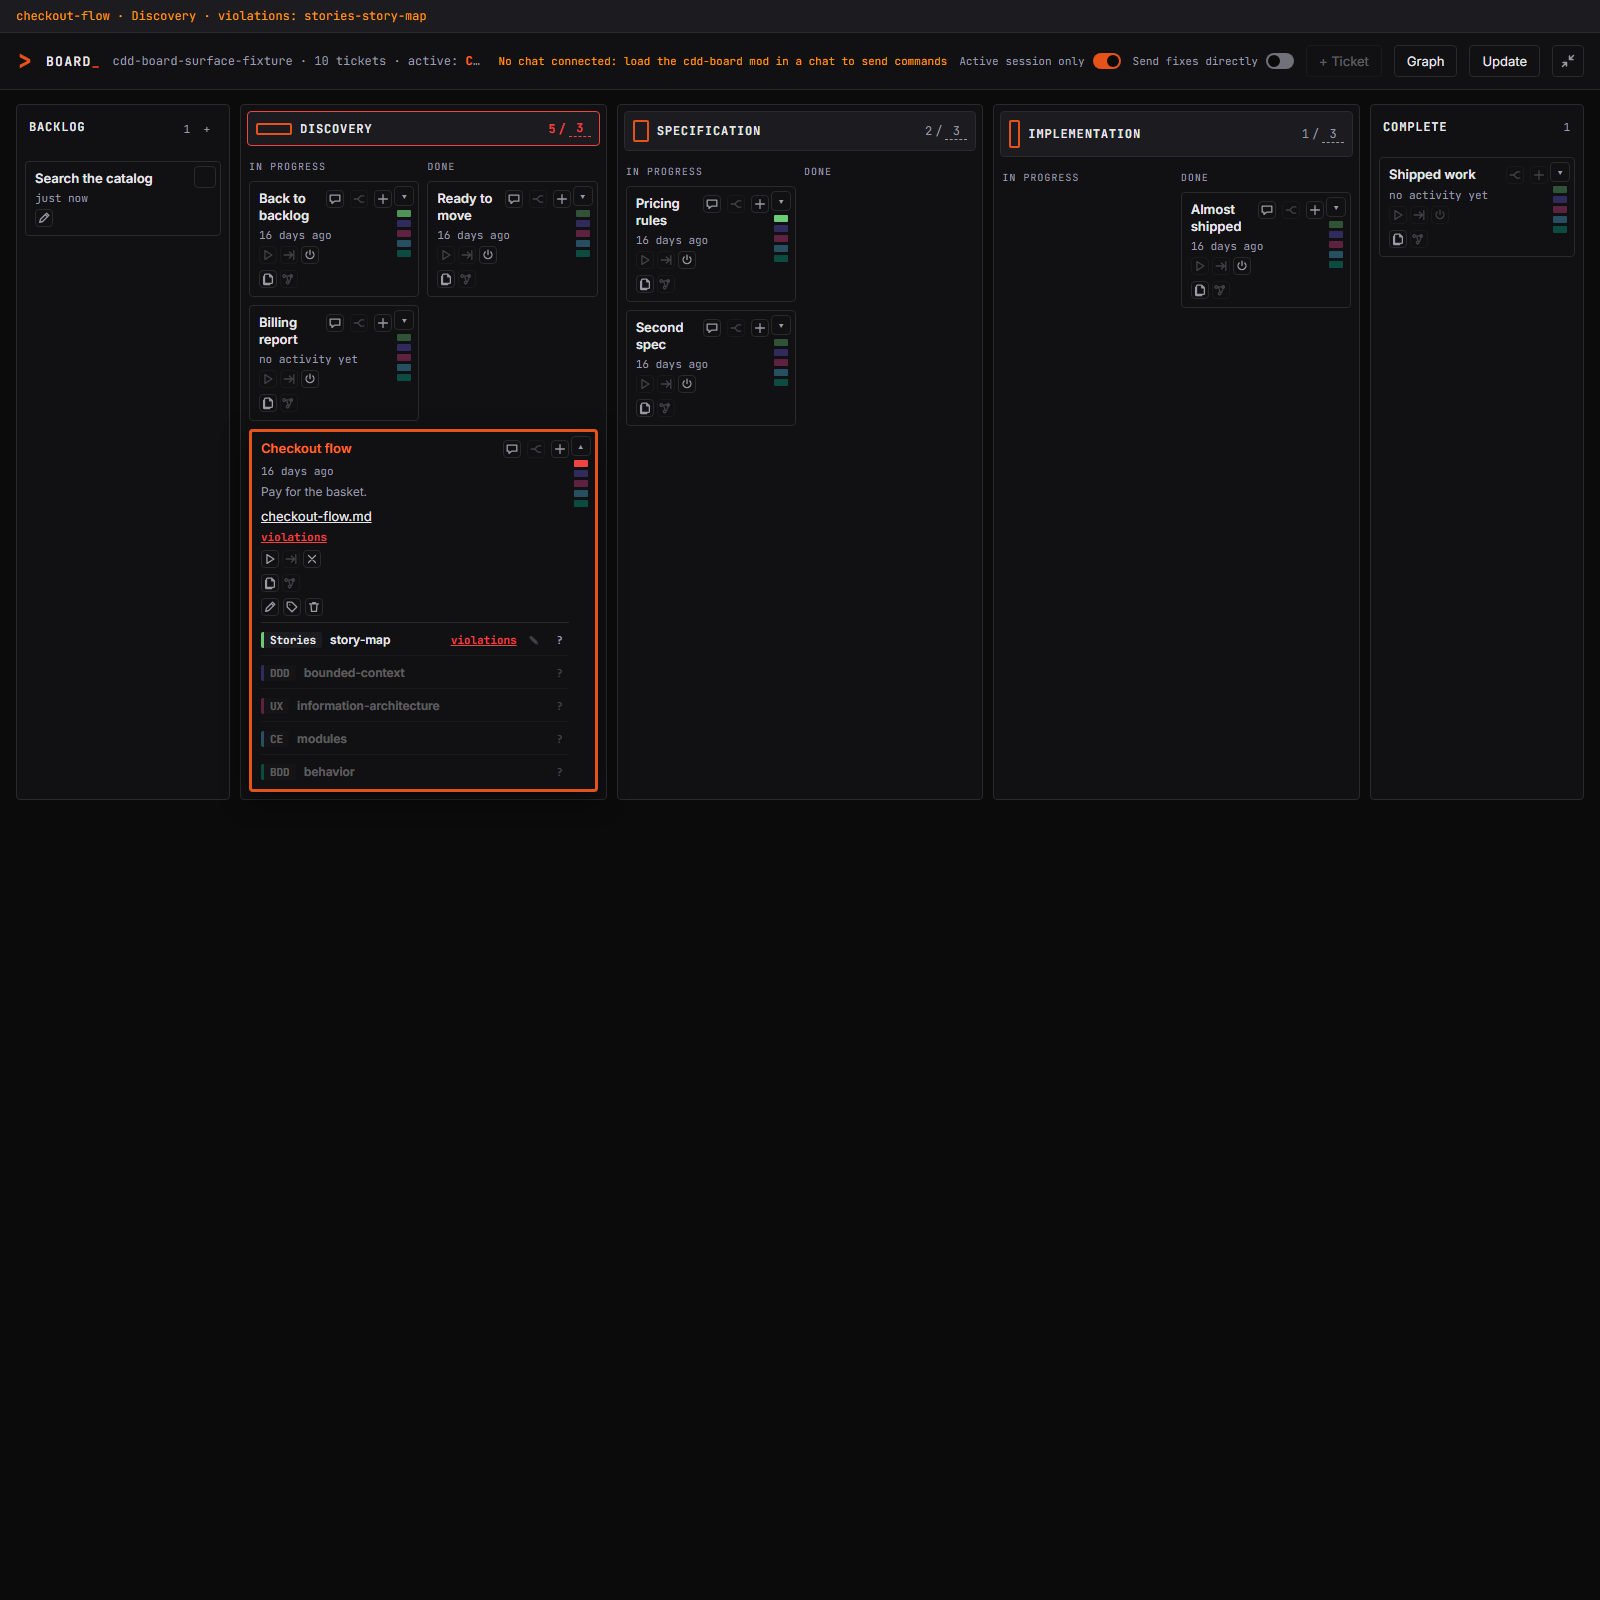 checkout-flow · Discovery · violations: stories-story-map
> BOARD_ cdd-board-surface-fixture · 10 tickets · active: C… No chat connected: load the cdd-board mod in a chat to send commands Active session only Send fixes directly + Ticket Graph Update
BACKLOG 1 +
Search the catalog
just now
DISCOVERY 5 / 3
IN PROGRESS DONE
Back to backlog
16 days ago
Ready to move
16 days ago
Billing report
no activity yet
Checkout flow
16 days ago
Pay for the basket.
checkout-flow.md
violations
Stories story-map violations ?
DDD bounded-context ?
UX information-architecture ?
CE modules ?
BDD behavior ?
SPECIFICATION 2 / 3
IN PROGRESS DONE
Pricing rules
16 days ago
Second spec
16 days ago
IMPLEMENTATION 1 / 3
IN PROGRESS DONE
Almost shipped
16 days ago
COMPLETE 1
Shipped work
no activity yet